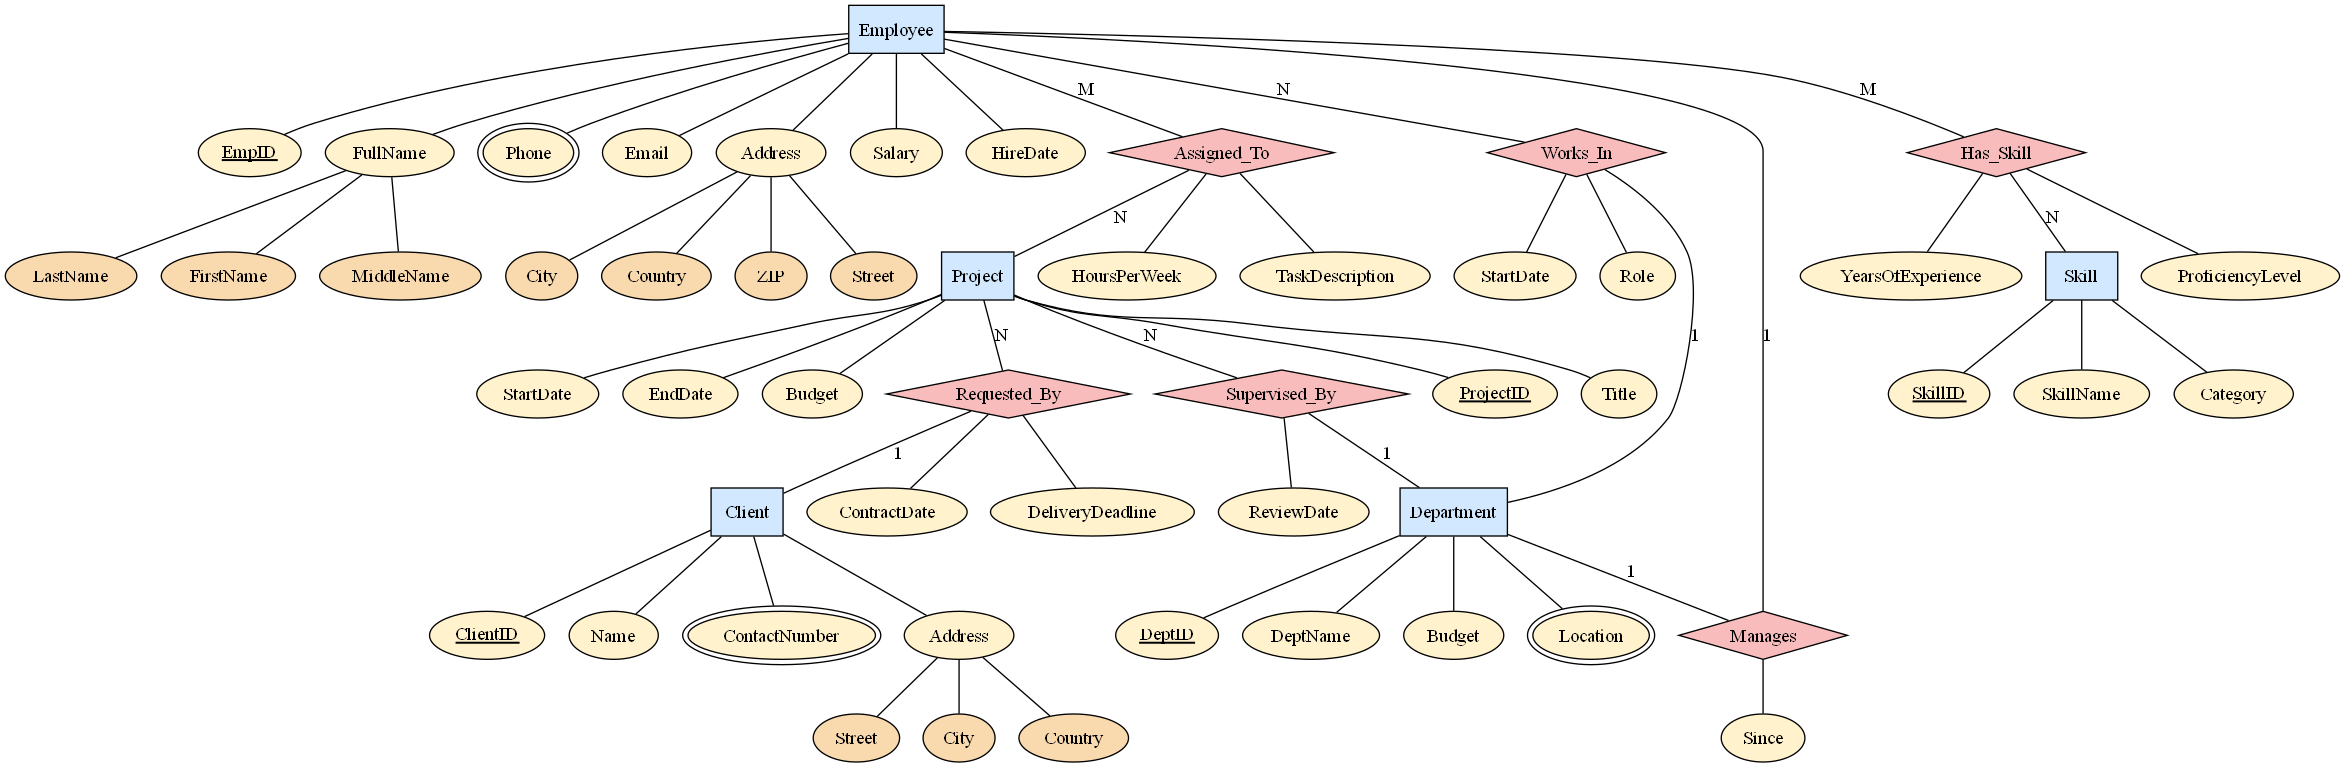 Employee
M
N
M
EmpID
FullName
Phone
Email
Address
Salary
HireDate
Assigned_To
Works_In
Has_Skill
N
N
LastName
FirstName
MiddleName
City
Country
ZIP
Street
Project
HoursPerWeek
TaskDescription
StartDate
Role
YearsOfExperience
Skill
ProficiencyLevel
N
N
1
1
StartDate
EndDate
Budget
Requested_By
Supervised_By
ProjectID
Title
SkillID
SkillName
Category
1
1
Client
ContractDate
DeliveryDeadline
ReviewDate
Department
1
ClientID
Name
ContactNumber
Address
DeptID
DeptName
Budget
Location
Manages
Street
City
Country
Since